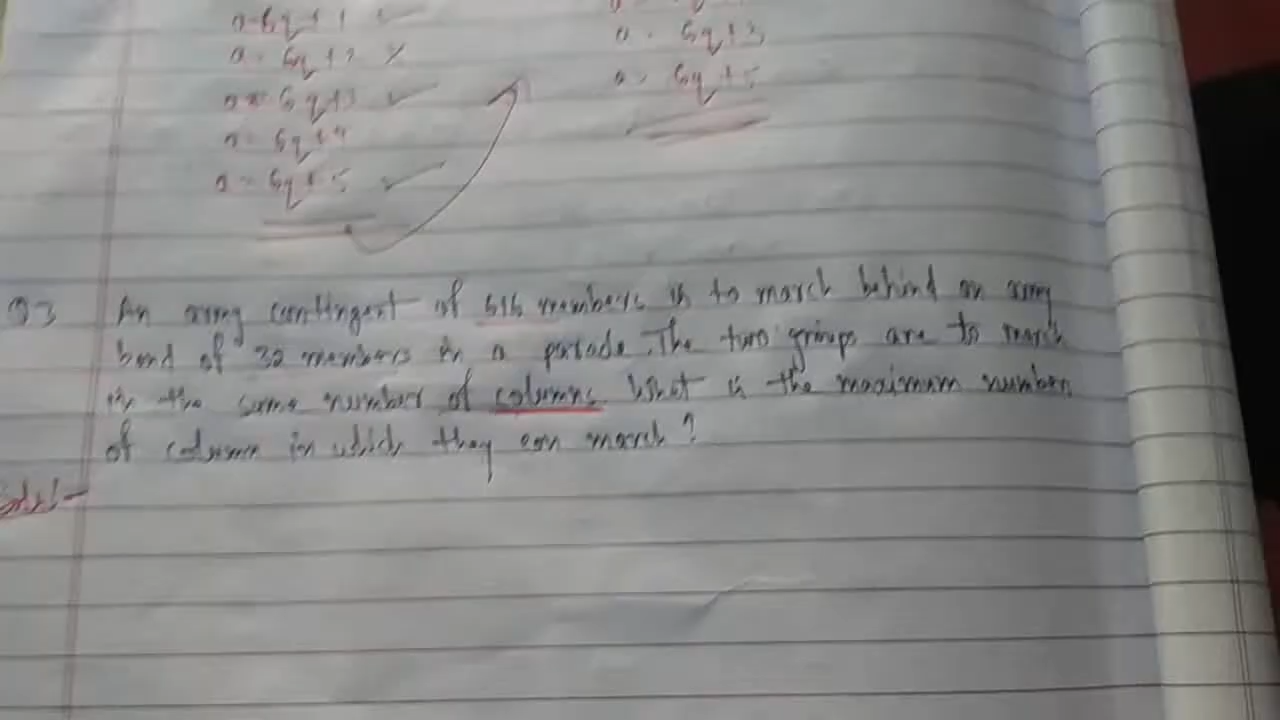 a = 6q + 1
a = 6q + 2 ×
a = 6q + 3
a = 6q + 4
a = 6q + 5
a = 6q + 3
a = 6q + 5
Q3 An army contingent of 616 members is to march behind an army
band of 32 members in a parade. The two groups are to march
in the same number of columns. What is the maximum number
of column in which they can march?
Sol:-